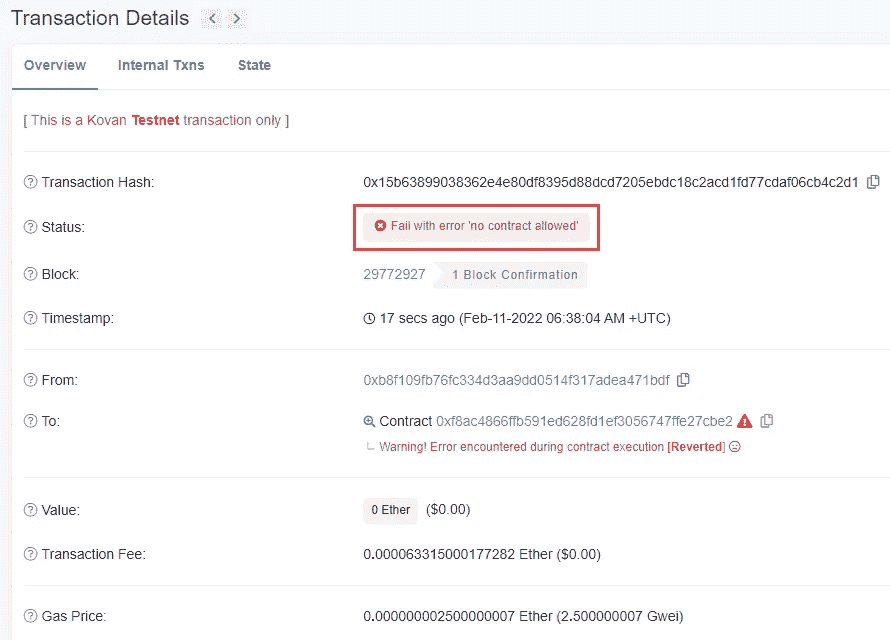 Transaction Details < >
Overview Internal Txns State
[ This is a Kovan Testnet transaction only ]
Transaction Hash: 0x15b63899038362e4e80df8395d88dcd7205ebdc18c2acd1fd77cdaf06cb4c2d1
Status: Fail with error 'no contract allowed'
Block: 29772927 1 Block Confirmation
Timestamp: 17 secs ago (Feb-11-2022 06:38:04 AM +UTC)
From: 0xb8f109fb76fc334d3aa9dd0514f317adea471bdf
To: Contract 0xf8ac4866ffb591ed628fd1ef3056747ffe27cbe2
Warning! Error encountered during contract execution [Reverted]
Value: 0 Ether ($0.00)
Transaction Fee: 0.000063315000177282 Ether ($0.00)
Gas Price: 0.000000002500000007 Ether (2.500000007 Gwei)